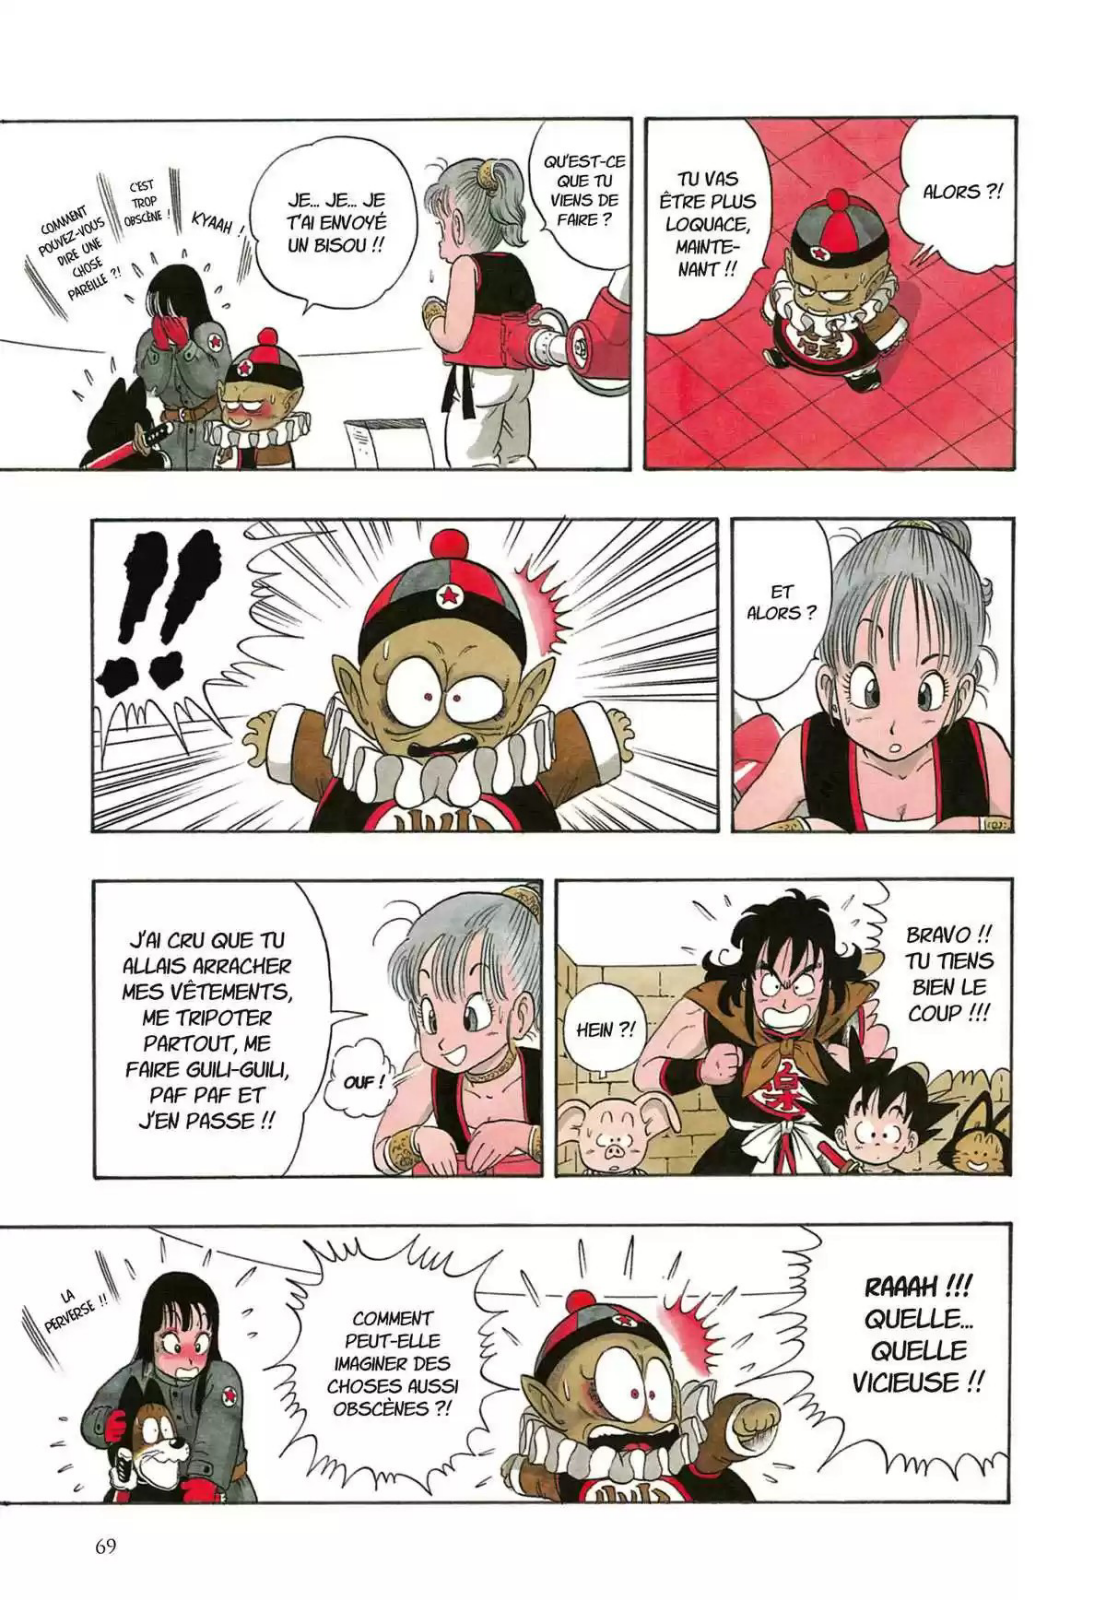 ALORS ?!
TU VAS
ÊTRE PLUS
LOQUACE,
MAINTE-
NANT !!
QU'EST-CE
QUE TU
VIENS DE
FAIRE ?
JE... JE... JE
T'AI ENVOYÉ
UN BISOU !!
KYAAH !
C'EST
TROP
OBSCÈNE !
COMMENT
POUVEZ-VOUS
DIRE UNE
CHOSE
PAREILLE ?!
ET
ALORS ?
!!
BRAVO !!
TU TIENS
BIEN LE
COUP !!!
HEIN ?!
OUF !
J'AI CRU QUE TU
ALLAIS ARRACHER
MES VÊTEMENTS,
ME TRIPOTER
PARTOUT, ME
FAIRE GUILI-GUILI,
PAF PAF ET
J'EN PASSE !!
RAAAH !!!
QUELLE...
QUELLE
VICIEUSE !!
COMMENT
PEUT-ELLE
IMAGINER DES
CHOSES AUSSI
OBSCÈNES ?!
LA
PERVERSE !!
69